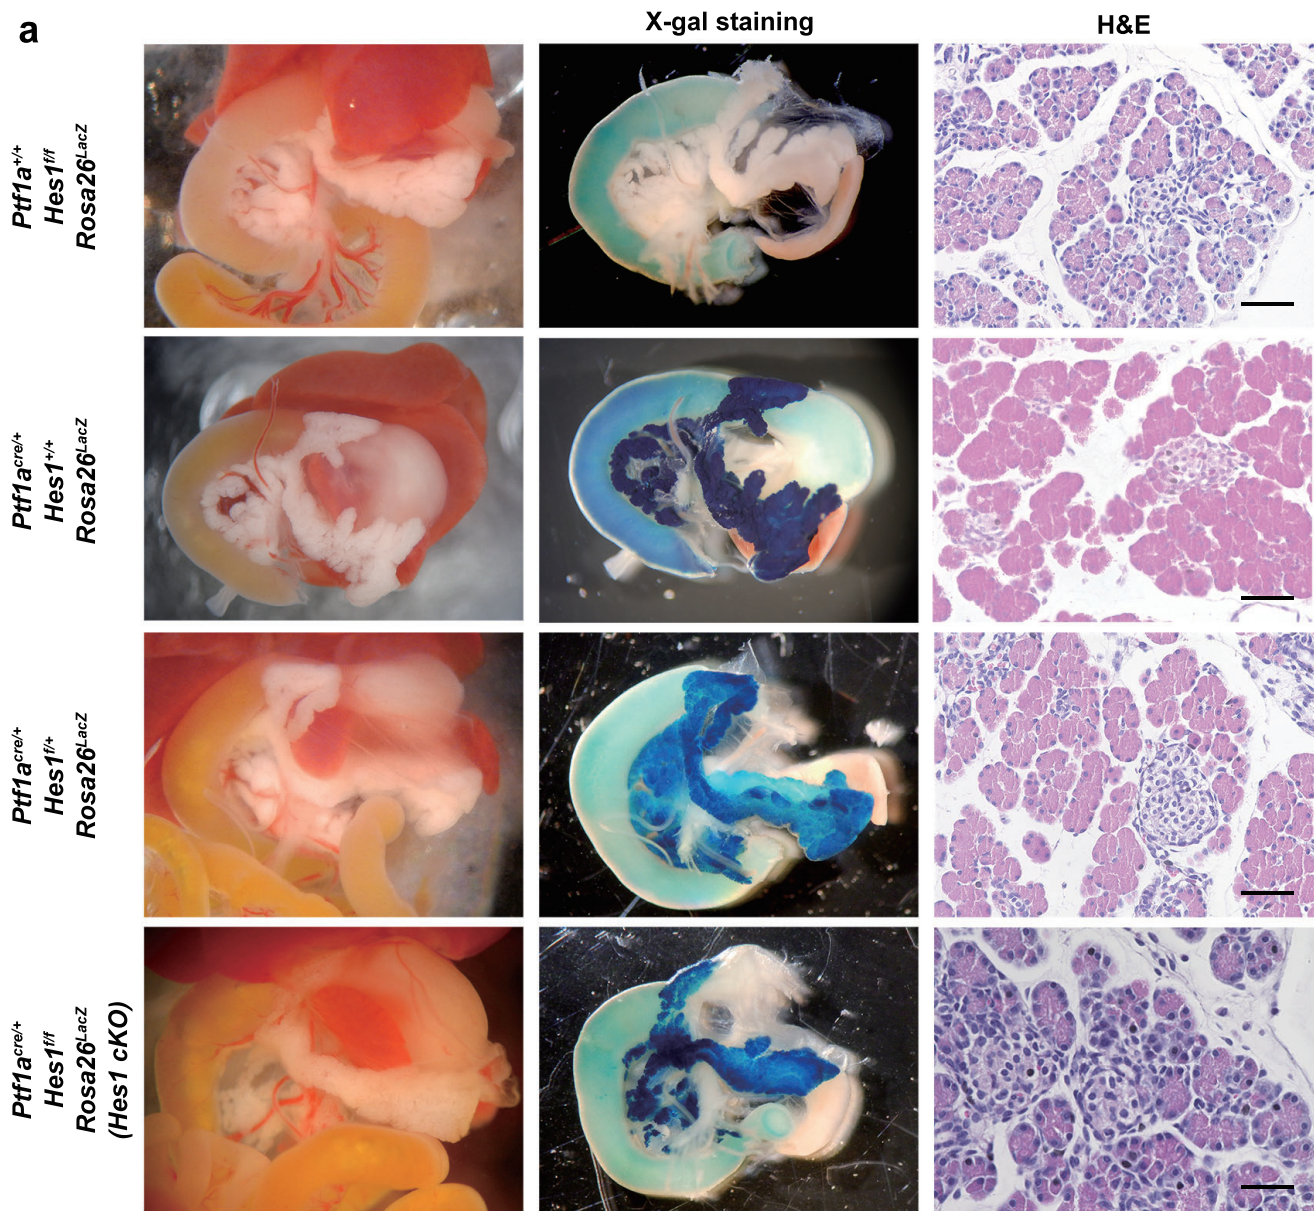 a
X-gal staining
H&E
Ptf1a+/+
Hes1f/f
Rosa26LacZ
Ptf1acre/+
Hes1+/+
Rosa26LacZ
Ptf1acre/+
Hes1f/+
Rosa26LacZ
Ptf1acre/+
Hes1f/f
Rosa26LacZ
(Hes1 cKO)